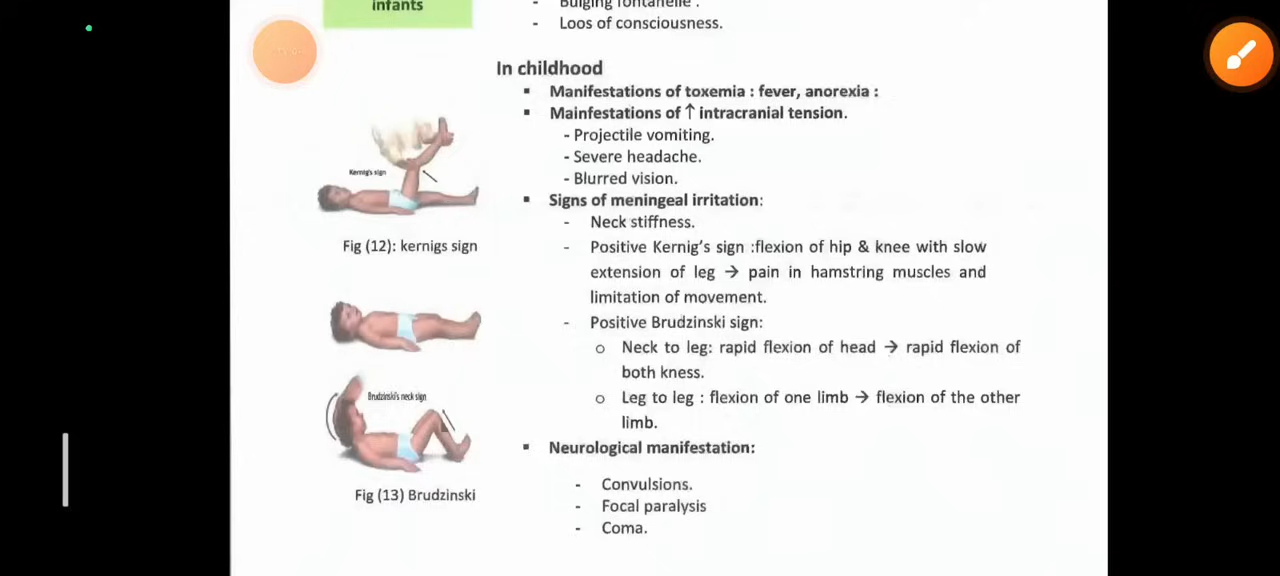 infants
- Bulging fontanelle .
- Loos of consciousness.
In childhood
▪ Manifestations of toxemia : fever, anorexia :
▪ Mainfestations of ↑ intracranial tension.
- Projectile vomiting.
- Severe headache.
- Blurred vision.
▪ Signs of meningeal irritation:
- Neck stiffness.
- Positive Kernig's sign :flexion of hip & knee with slow
extension of leg → pain in hamstring muscles and
limitation of movement.
- Positive Brudzinski sign:
o Neck to leg: rapid flexion of head → rapid flexion of
both kness.
o Leg to leg : flexion of one limb → flexion of the other
limb.
▪ Neurological manifestation:
- Convulsions.
- Focal paralysis
- Coma.
Kernig's sign
Fig (12): kernigs sign
Brudzinski's neck sign
Fig (13) Brudzinski